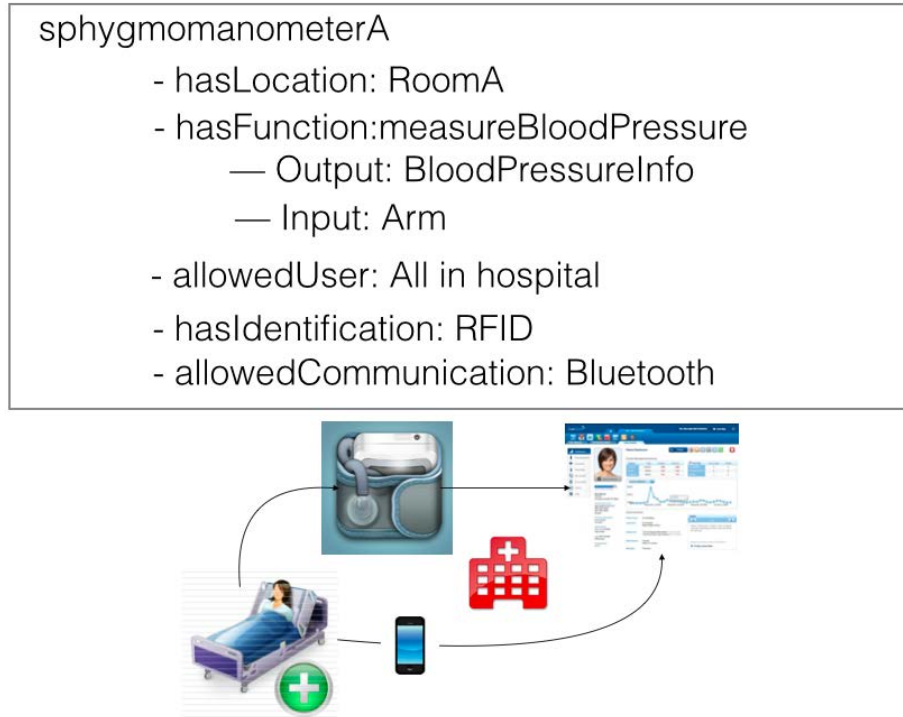 sphygmomanometerA
- hasLocation: RoomA
- hasFunction:measureBloodPressure
— Output: BloodPressureInfo
— Input: Arm
- allowedUser: All in hospital
- hasIdentification: RFID
- allowedCommunication: Bluetooth